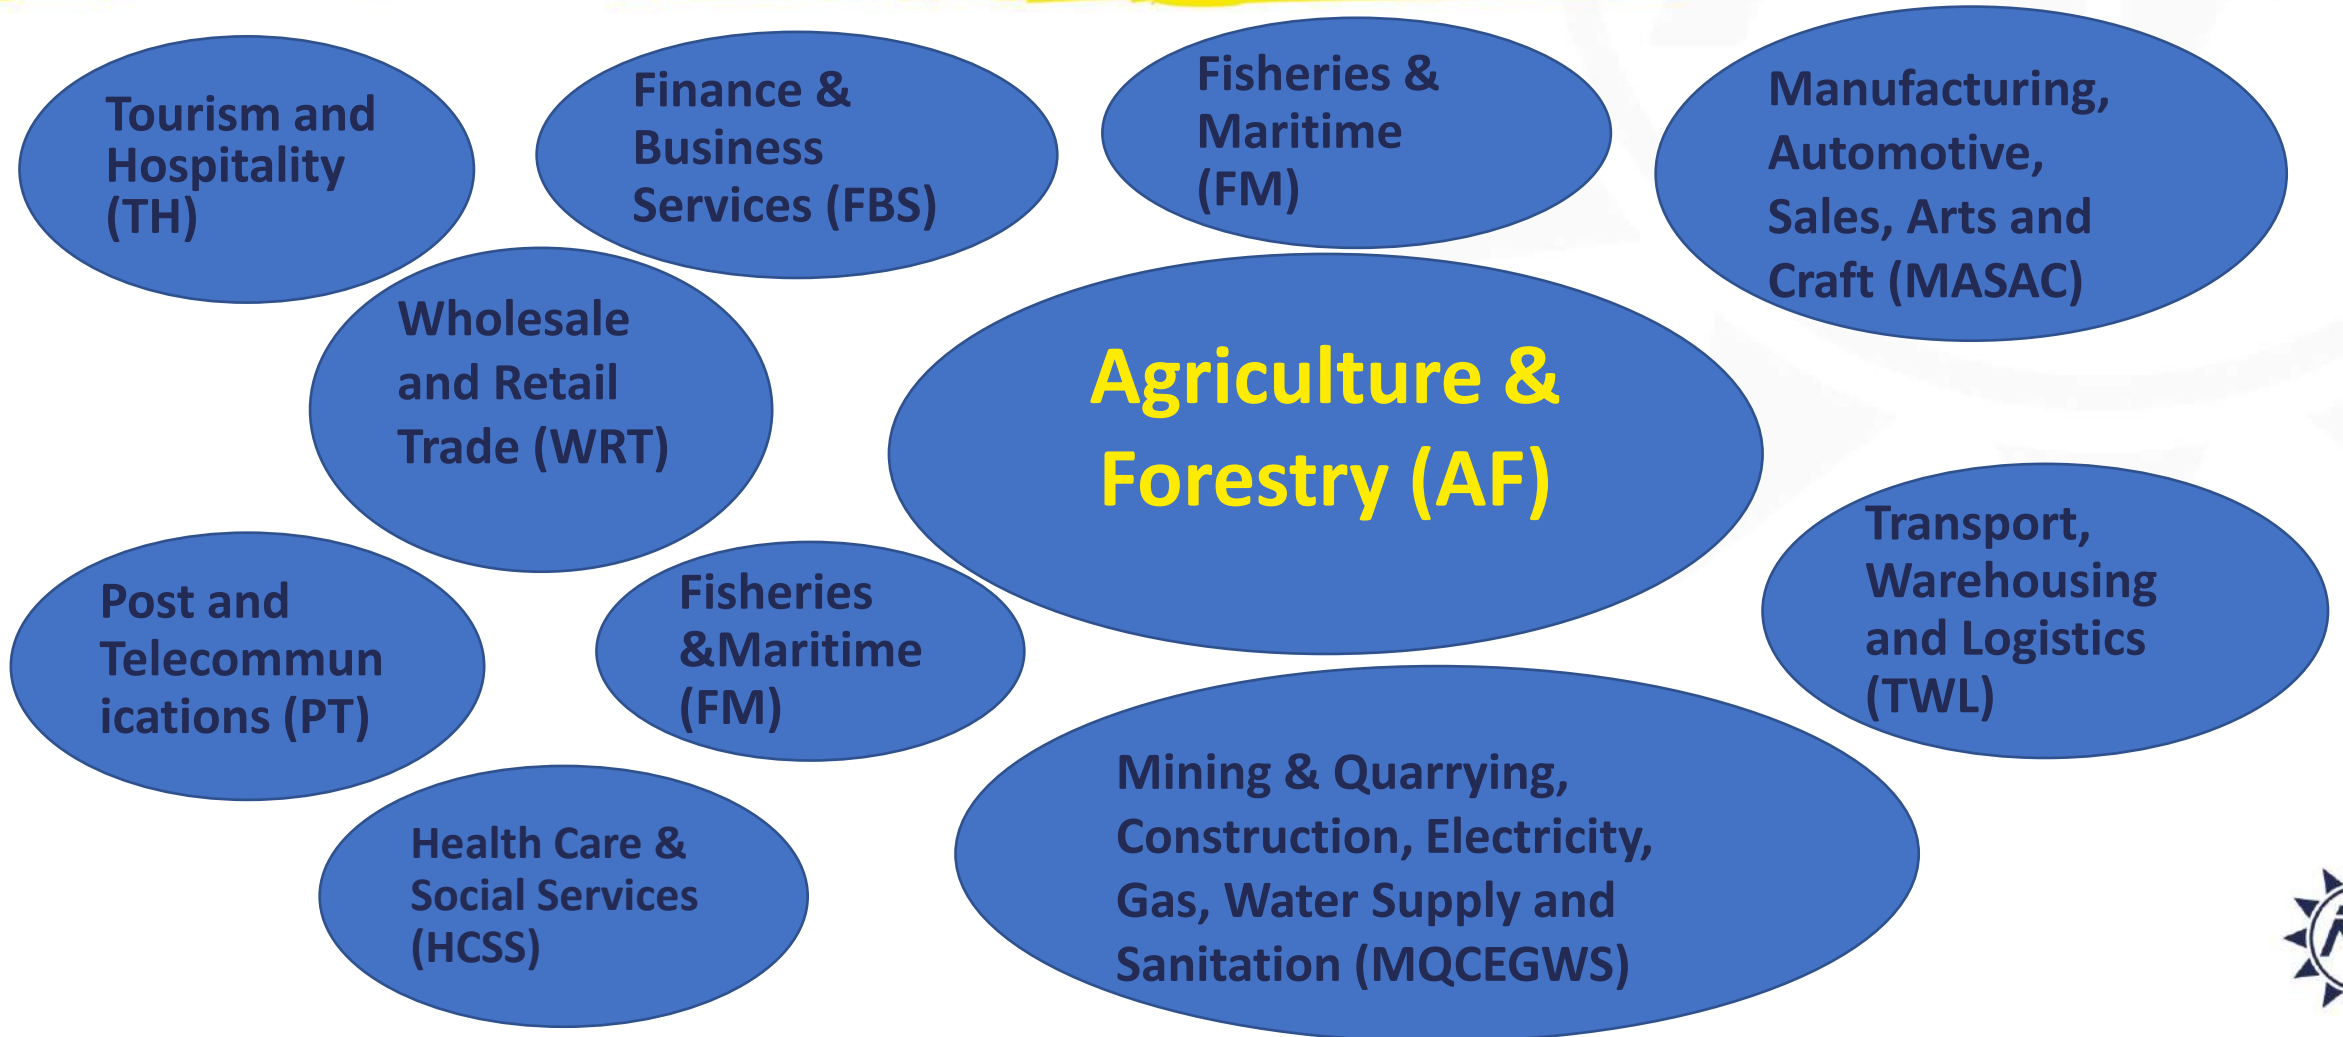 Tourism and
Hospitality
(TH)
Finance &
Business
Services (FBS)
Fisheries &
Maritime
(FM)
Manufacturing,
Automotive,
Sales, Arts and
Craft (MASAC)
Wholesale
and Retail
Trade (WRT)
Agriculture &
Forestry (AF)
Transport,
Warehousing
and Logistics
(TWL)
Post and
Telecommun
ications (PT)
Fisheries
&Maritime
(FM)
Mining & Quarrying,
Construction, Electricity,
Gas, Water Supply and
Sanitation (MQCEGWS)
Health Care &
Social Services
(HCSS)